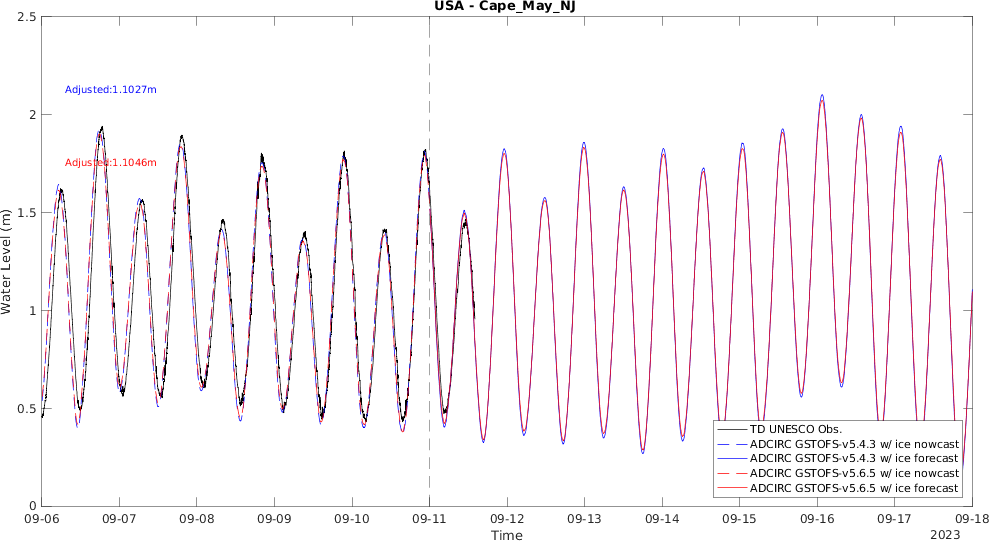 USA - Cape_May_NJ
2.5
Adjusted:1.1027m
2
Adjusted:1.1046m
1.5
Water Level (m)
1
0.5
0
TD UNESCO Obs.
ADCIRC GSTOFS-v5.4.3 w/ ice nowcast
ADCIRC GSTOFS-v5.4.3 w/ ice forecast
ADCIRC GSTOFS-v5.6.5 w/ ice nowcast
ADCIRC GSTOFS-v5.6.5 w/ ice forecast
09-06 09-07 09-08 09-09 09-10 09-11 09-12 09-13 09-14 09-15 09-16 09-17 09-18
Time
2023